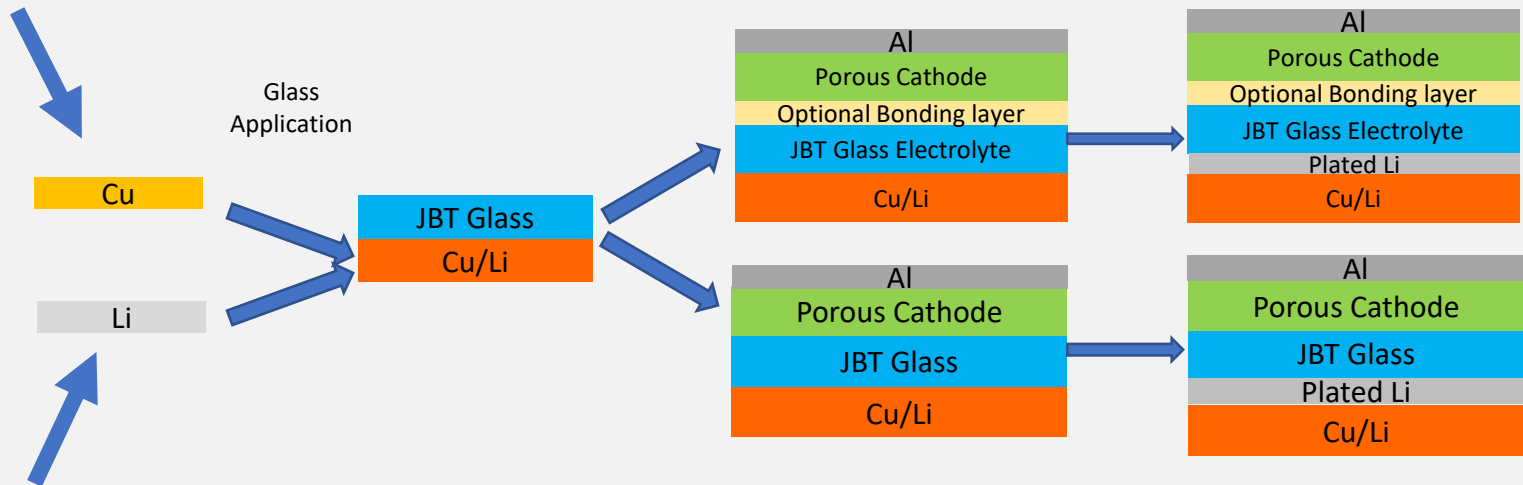 Glass
Application
Cu
Li
JBT Glass
Cu/Li
Al
Porous Cathode
Optional Bonding layer
JBT Glass Electrolyte
Cu/Li
Al
Porous Cathode
Optional Bonding layer
JBT Glass Electrolyte
Plated Li
Cu/Li
Al
Porous Cathode
JBT Glass
Cu/Li
Al
Porous Cathode
JBT Glass
Plated Li
Cu/Li